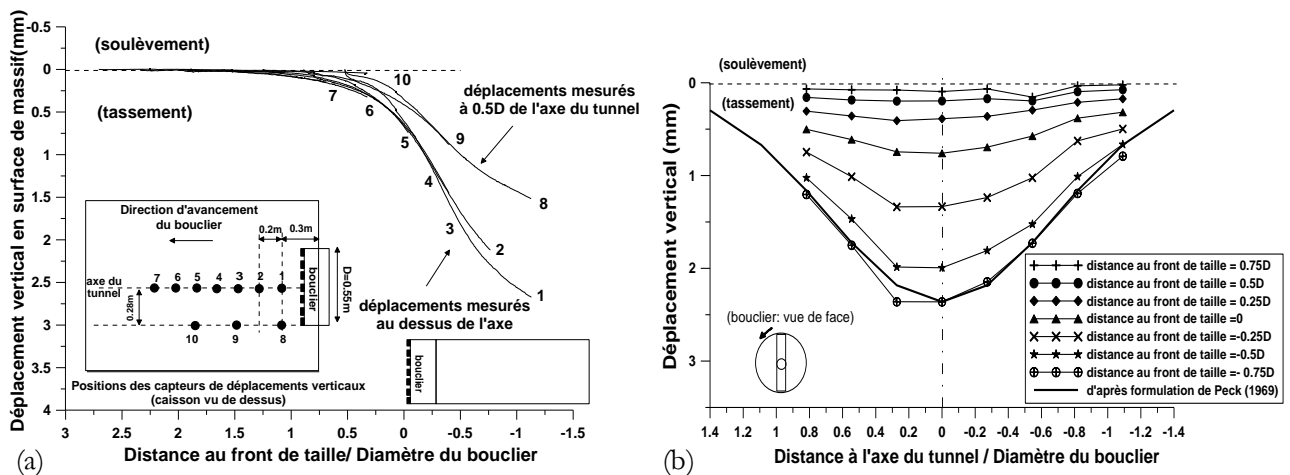 (a)
Déplacement vertical en surface de massif(mm)
-0.5
0
0.5
1
1.5
2
2.5
3
3.5
4
(soulèvement)
(tassement)
10
7
6
5
9
4
8
3
2
1
déplacements mesurés
à 0.5D de l'axe du tunnel
déplacements mesurés
au dessus de l'axe
Direction d'avancement
du bouclier
0.2m
0.3m
7 6 5 4 3 2 1
axe du
tunnel
0.28m
bouclier
D=0.55m
10 9 8
Positions des capteurs de déplacements verticaux
(caisson vu de dessus)
bouclier
3 2.5 2 1.5 1 0.5 0 -0.5 -1 -1.5
Distance au front de taille/ Diamètre du bouclier
(b)
Déplacement vertical (mm)
0
1
2
3
(soulèvement)
(tassement)
(bouclier: vue de face)
distance au front de taille = 0.75D
distance au front de taille = 0.5D
distance au front de taille = 0.25D
distance au front de taille =0
distance au front de taille =-0.25D
distance au front de taille =-0.5D
distance au front de taille =- 0.75D
d'après formulation de Peck (1969)
1.4 1 0.8 0.6 0.4 0.2 0.0 -0.2 -0.4 -0.6 -0.8 -1 -1.2 -1.4
Distance à l'axe du tunnel / Diamètre du bouclier